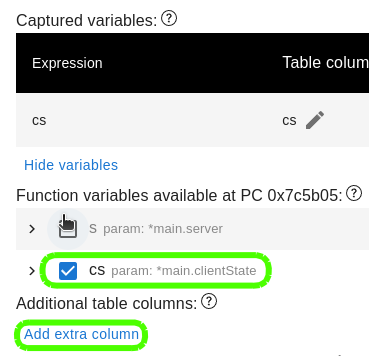 Captured variables: ?
Expression Table colum
cs cs
Hide variables
Function variables available at PC 0x7c5b05: ?
s param: *main.server
cs param: *main.clientState
Additional table columns: ?
Add extra column